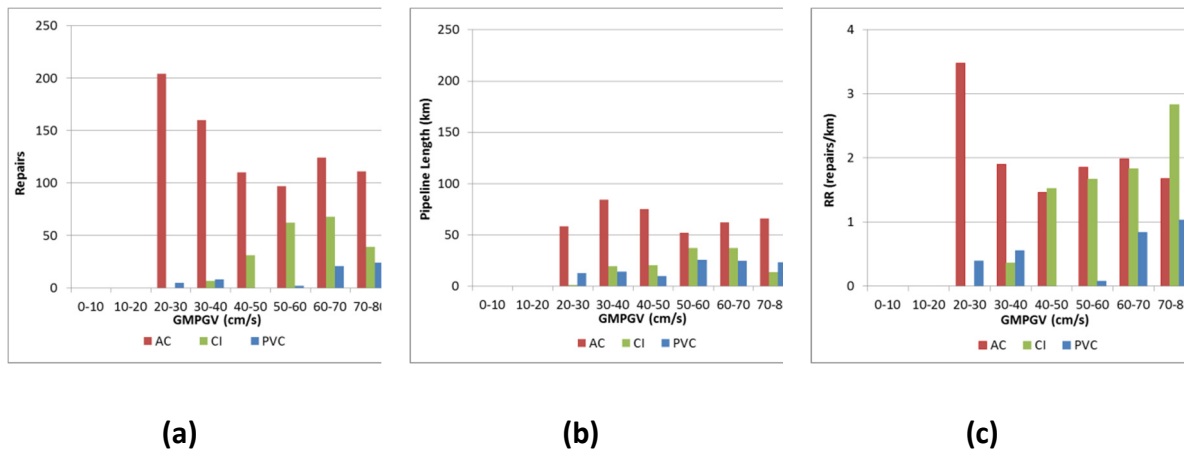 250
200
150
100
50
0
Repairs
0-10 10-20 20-30 30-40 40-50 50-60 60-70 70-80
GMPGV (cm/s)
AC CI PVC
250
200
150
100
50
0
Pipeline Length (km)
0-10 10-20 20-30 30-40 40-50 50-60 60-70 70-80
GMPGV (cm/s)
AC CI PVC
4
3
2
1
0
RR (repairs/km)
0-10 10-20 20-30 30-40 40-50 50-60 60-70 70-8
GMPGV (cm/s)
AC CI PVC
(a) (b) (c)